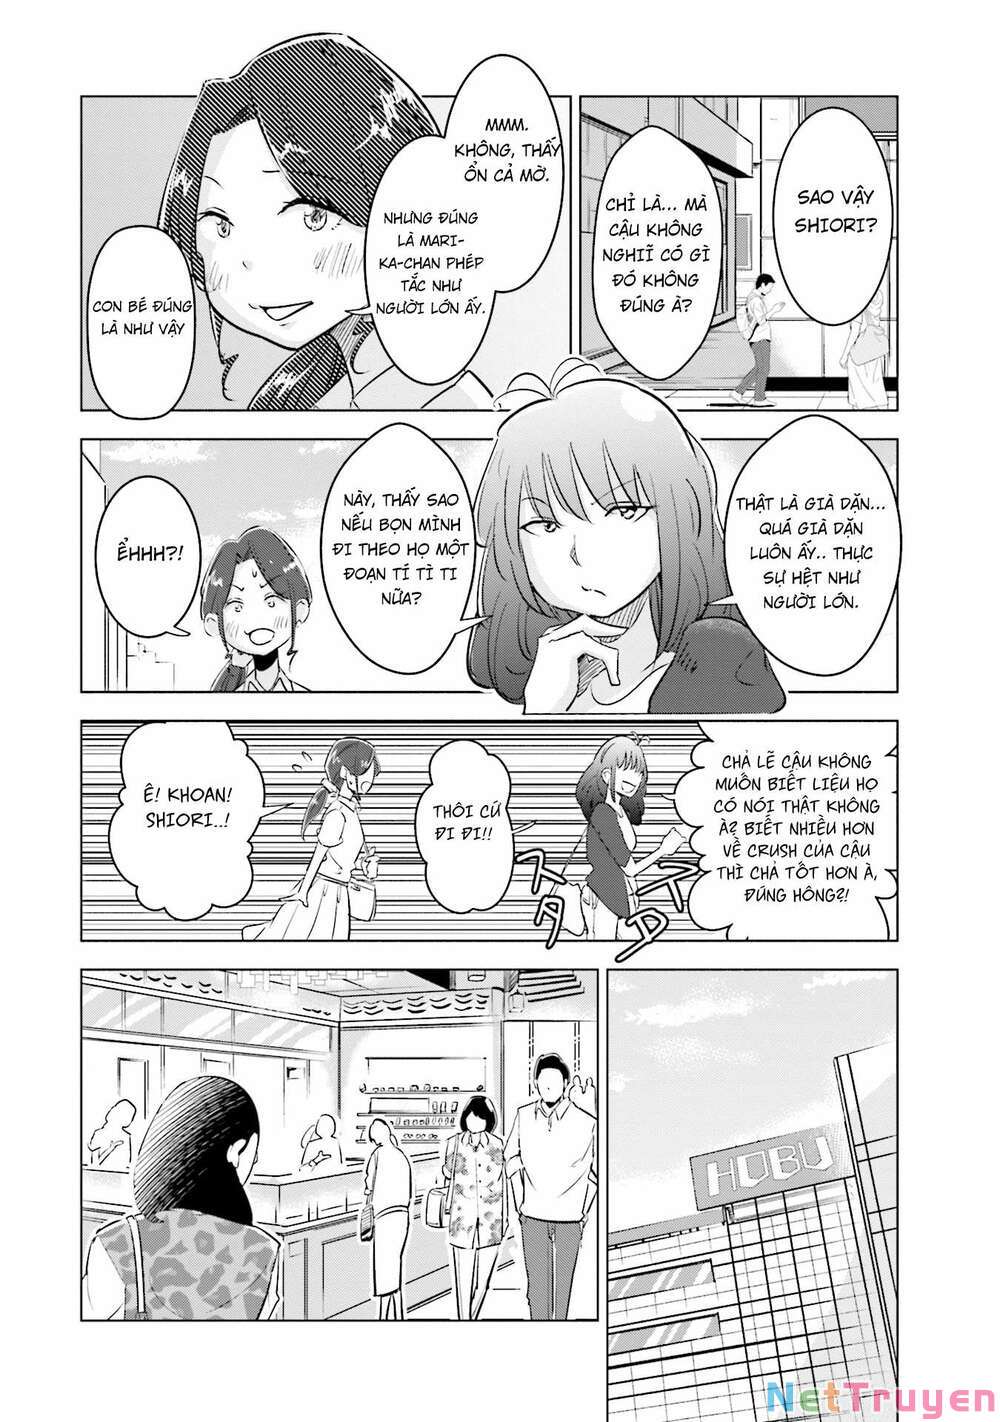 SAO VẬY
SHIORI?
CHỈ LÀ... MÀ
CẬU KHÔNG
NGHĨ CÓ GÌ
ĐÓ KHÔNG
ĐÚNG À?
MMM.
KHÔNG, THẤY
ỔN CẢ MỜ.
NHƯNG ĐÚNG
LÀ MARI-
KA-CHAN PHÉP
TẮC NHƯ
NGƯỜI LỚN ẤY.
CON BÉ ĐÚNG
LÀ NHƯ VẬY
THẬT LÀ GIÀ DẶN...
QUÁ GIÀ DẶN
LUÔN ẤY.. THỰC
SỰ HỆT NHƯ
NGƯỜI LỚN.
NÀY, THẤY SAO
NẾU BỌN MÌNH
ĐI THEO HỌ MỘT
ĐOẠN TÍ TÌ TI
NỮA?
ỂHHH?!
CHẢ LẼ CẬU KHÔNG
MUỐN BIẾT LIỆU HỌ
CÓ NÓI THẬT KHÔNG
À? BIẾT NHIỀU HƠN
VỀ CRUSH CỦA CẬU
THÌ CHẢ TỐT HƠN À,
ĐÚNG HÔNG?!
THÔI CỨ
ĐI ĐI!!
Ê! KHOAN!
SHIORI..!
スタ
スタ
HOBU
NetTruyen